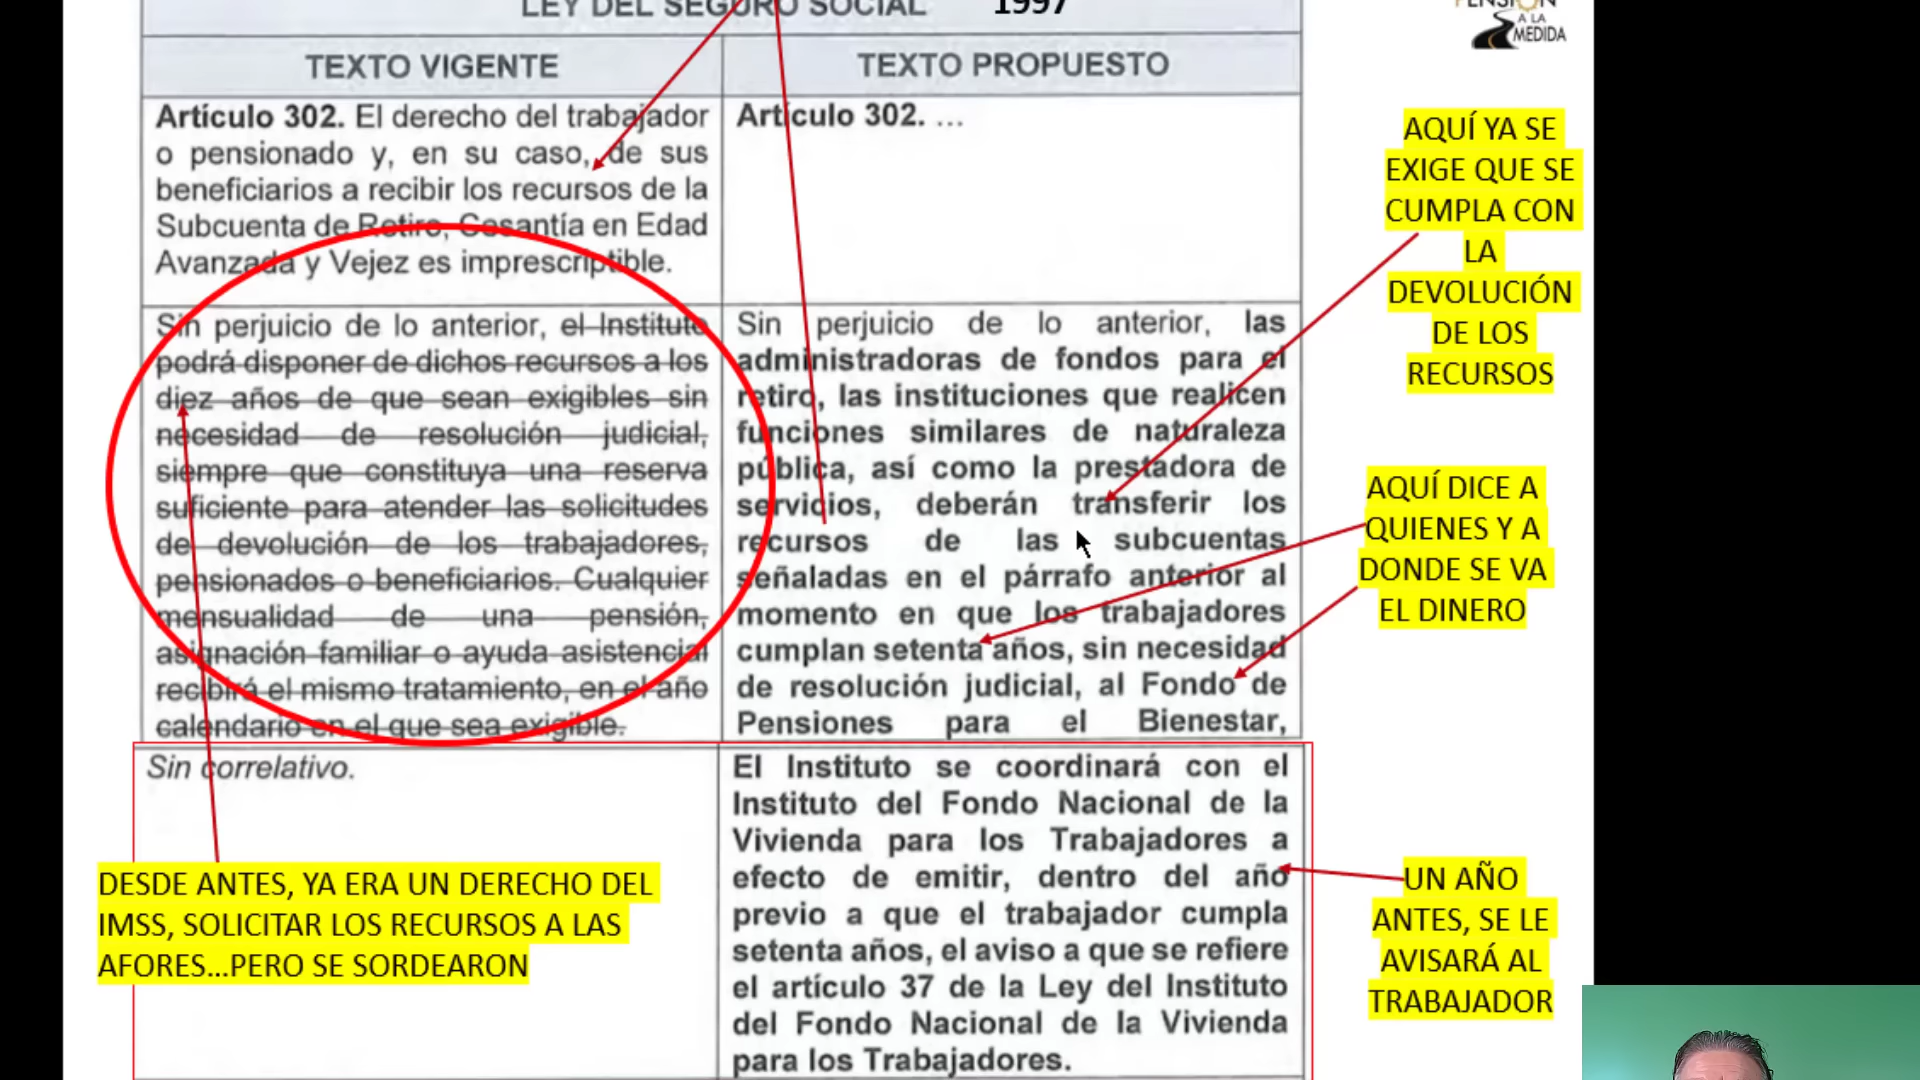 LEY DEL SEGURO SOCIAL 1997
PENSIÓN
A LA
MEDIDA
TEXTO VIGENTE
TEXTO PROPUESTO
Artículo 302. El derecho del trabajador
o pensionado y, en su caso, de sus
beneficiarios a recibir los recursos de la
Subcuenta de Retiro, Cesantía en Edad
Avanzada y Vejez es imprescriptible.
Artículo 302. …
Sin perjuicio de lo anterior, el Instituto
podrá disponer de dichos recursos a los
diez años de que sean exigibles sin
necesidad de resolución judicial,
siempre que constituya una reserva
suficiente para atender las solicitudes
de devolución de los trabajadores,
pensionados o beneficiarios. Cualquier
mensualidad de una pensión,
asignación familiar o ayuda asistencial
recibirá el mismo tratamiento, en el año
calendario en el que sea exigible.
Sin perjuicio de lo anterior, las
administradoras de fondos para el
retiro, las instituciones que realicen
funciones similares de naturaleza
pública, así como la prestadora de
servicios, deberán transferir los
recursos de las subcuentas
señaladas en el párrafo anterior al
momento en que los trabajadores
cumplan setenta años, sin necesidad
de resolución judicial, al Fondo de
Pensiones para el Bienestar,
Sin correlativo.
El Instituto se coordinará con el
Instituto del Fondo Nacional de la
Vivienda para los Trabajadores a
efecto de emitir, dentro del año
previo a que el trabajador cumpla
setenta años, el aviso a que se refiere
el artículo 37 de la Ley del Instituto
del Fondo Nacional de la Vivienda
para los Trabajadores.
AQUÍ YA SE
EXIGE QUE SE
CUMPLA CON
LA
DEVOLUCIÓN
DE LOS
RECURSOS
AQUÍ DICE A
QUIENES Y A
DONDE SE VA
EL DINERO
UN AÑO
ANTES, SE LE
AVISARÁ AL
TRABAJADOR
DESDE ANTES, YA ERA UN DERECHO DEL
IMSS, SOLICITAR LOS RECURSOS A LAS
AFORES…PERO SE SORDEARON